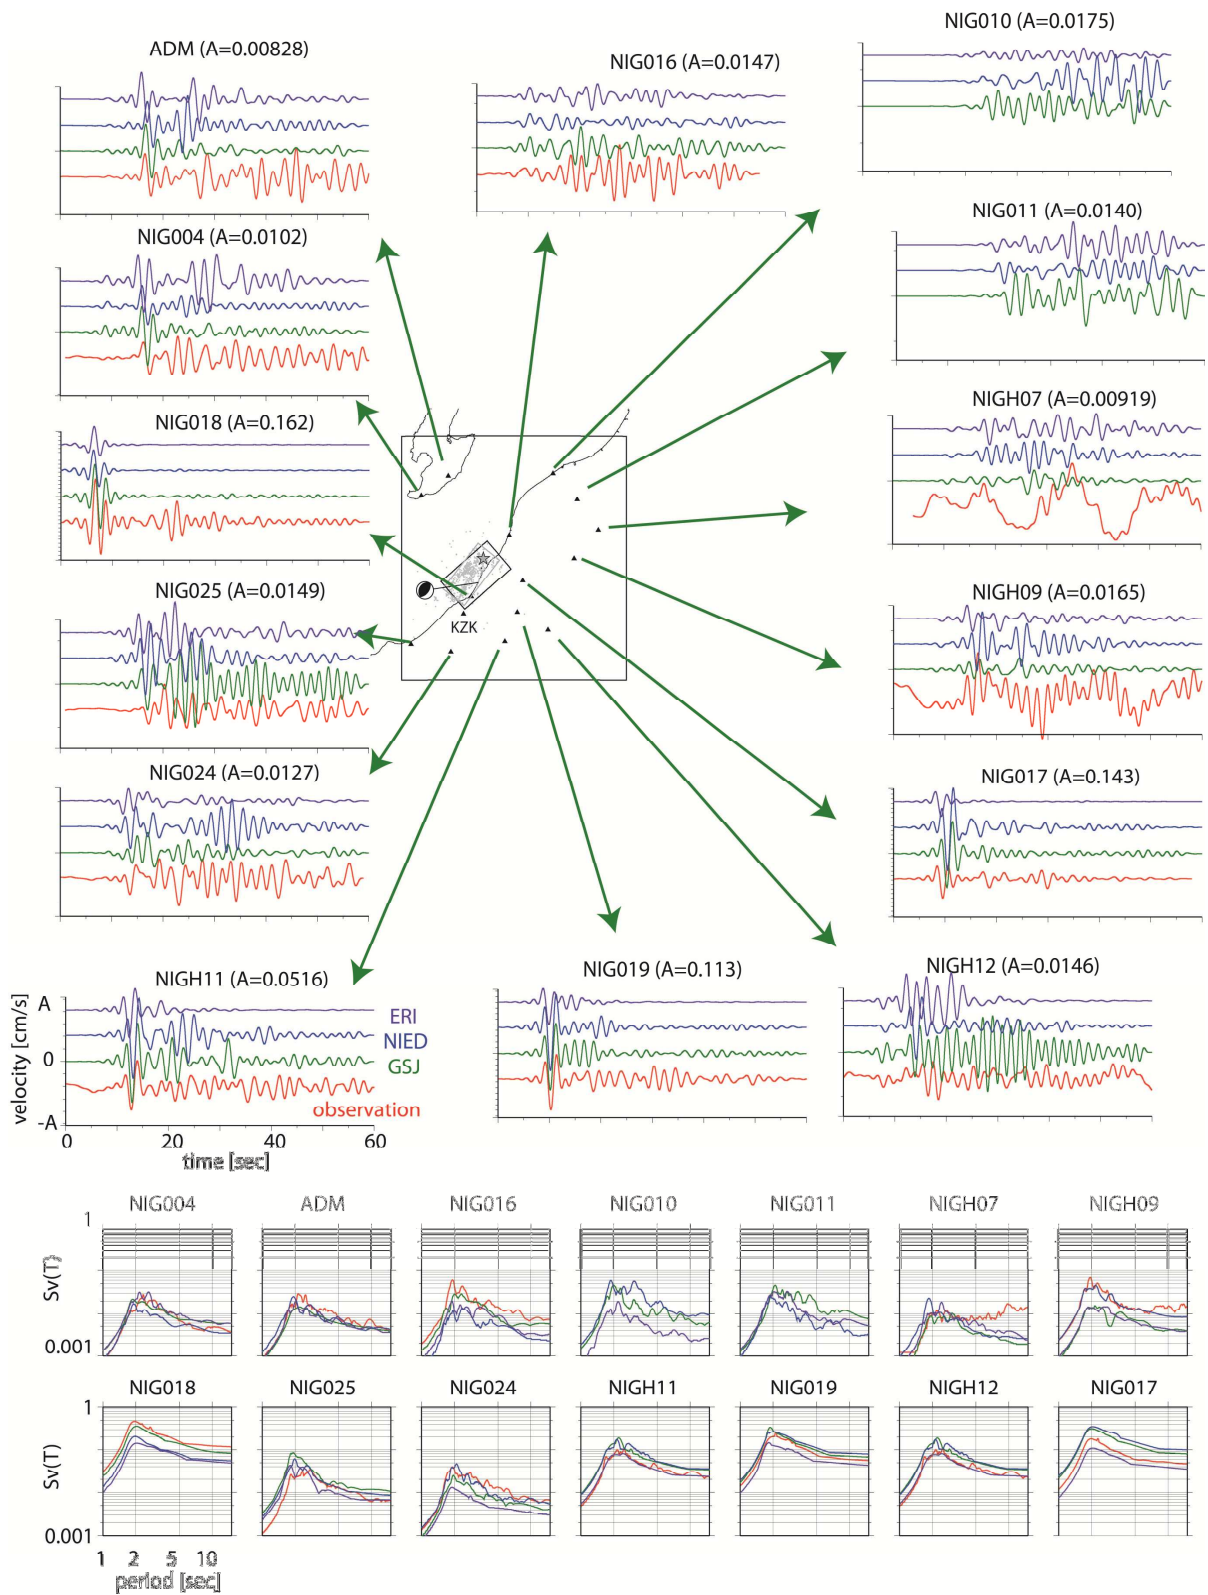 ADM (A=0.00828)
NIG016 (A=0.0147)
NIG010 (A=0.0175)
NIG004 (A=0.0102)
NIG011 (A=0.0140)
NIG018 (A=0.162)
NIGH07 (A=0.00919)
NIG025 (A=0.0149)
KZK
NIGH09 (A=0.0165)
NIG024 (A=0.0127)
NIG017 (A=0.143)
NIGH11 (A=0.0516)
NIG019 (A=0.113)
NIGH12 (A=0.0146)
velocity [cm/s]
A
0
-A
ERI
NIED
GSJ
observation
0 20 40 60
time [sec]
NIG004 ADM NIG016 NIG010 NIG011 NIGH07 NIGH09
1
Sv(T)
0.001
NIG018 NIG025 NIG024 NIGH11 NIG019 NIGH12 NIG017
1
Sv(T)
0.001
1 2 5 10
period [sec]